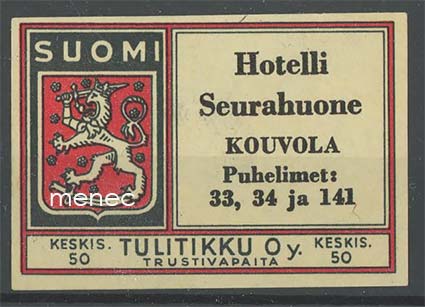 SUOMI
menec
Hotelli
Seurahuone
KOUVOLA
Puhelimet:
33, 34 ja 141
KESKIS.
50
TULITIKKU Oy.
TRUSTIVAPAITA
KESKIS.
50